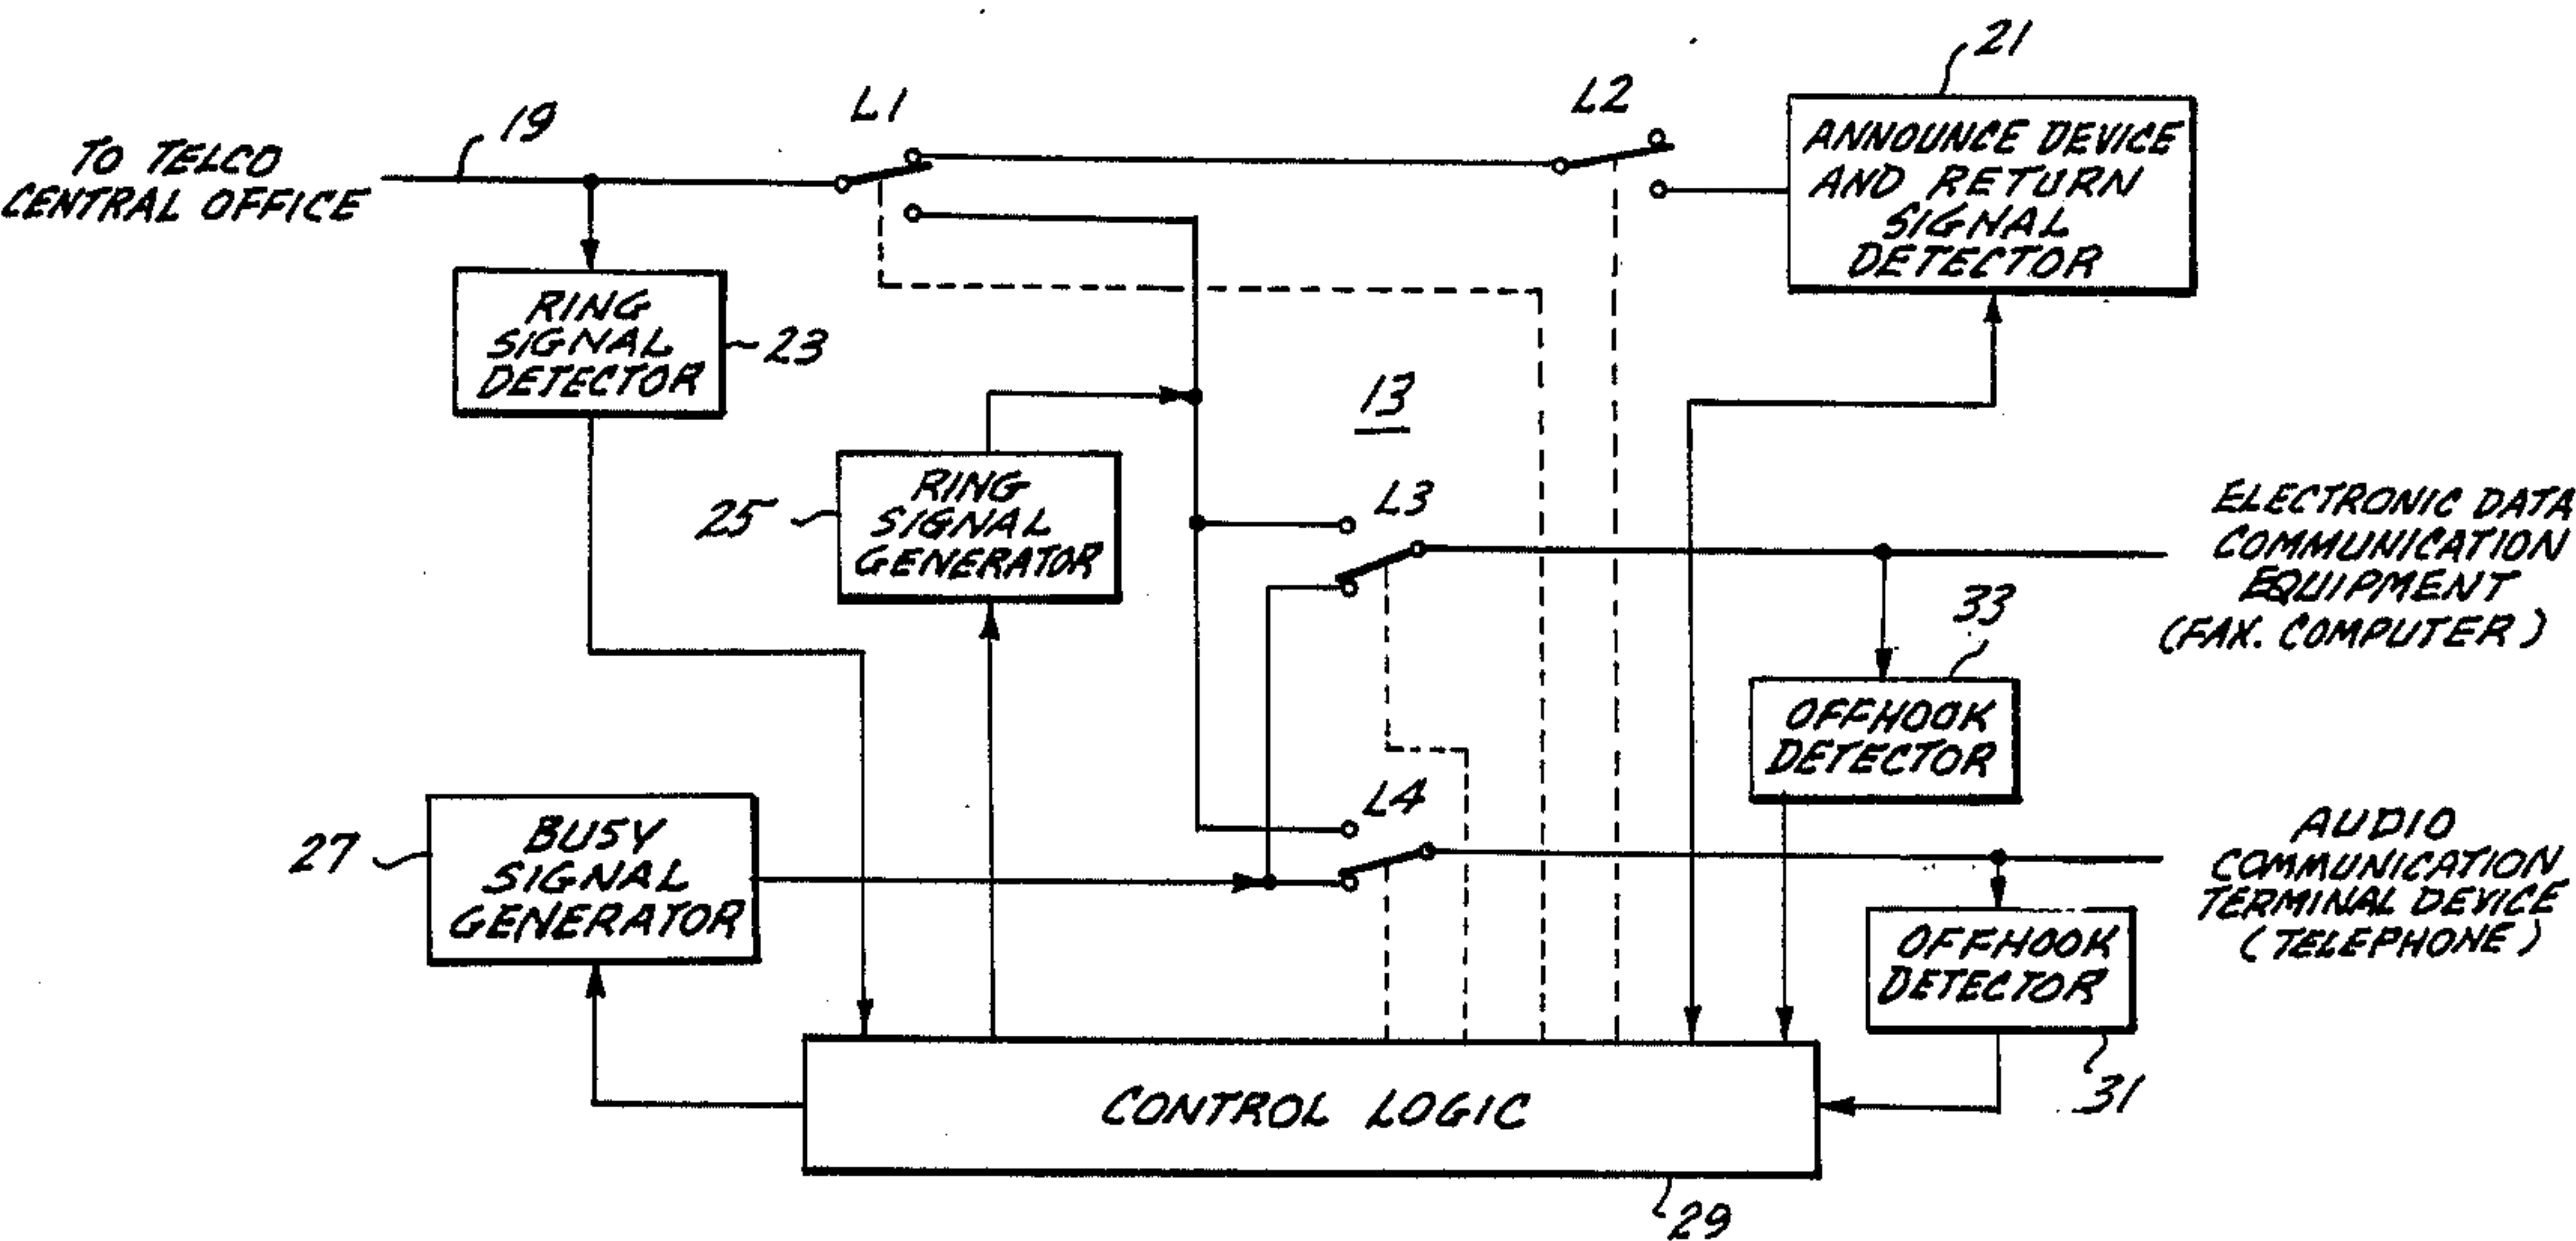 21
L1
L2
19
TO TELCO
CENTRAL OFFICE
ANNOUNCE DEVICE
AND RETURN
SIGNAL
DETECTOR
RING
SIGNAL
DETECTOR
23
13
25
RING
SIGNAL
GENERATOR
L3
ELECTRONIC DATA
COMMUNICATION
EQUIPMENT
(FAX. COMPUTER)
33
OFFHOOK
DETECTOR
L4
27
BUSY
SIGNAL
GENERATOR
AUDIO
COMMUNICATION
TERMINAL DEVICE
(TELEPHONE)
OFFHOOK
DETECTOR
31
CONTROL LOGIC
29